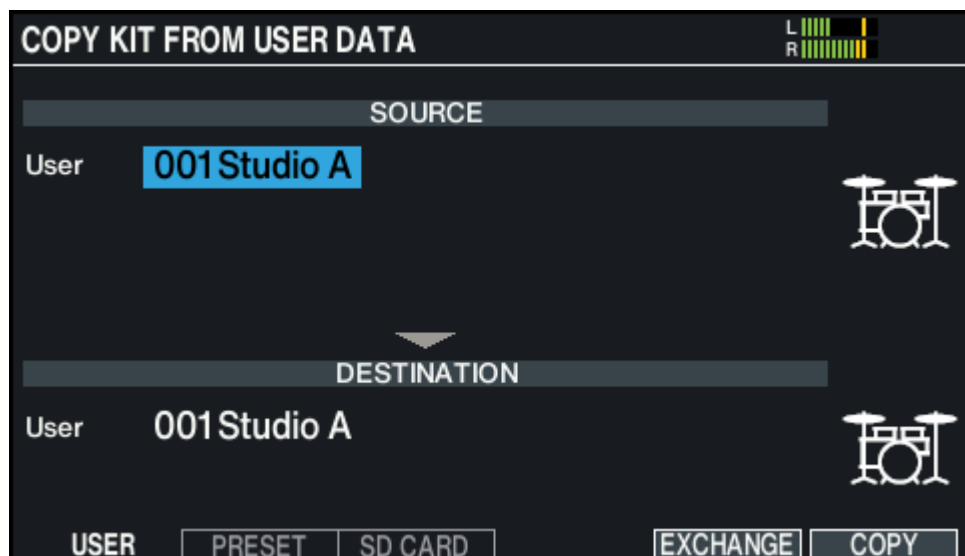 COPY KIT FROM USER DATA
L
R
SOURCE
User 001 Studio A
DESTINATION
User 001 Studio A
USER PRESET SD CARD EXCHANGE COPY